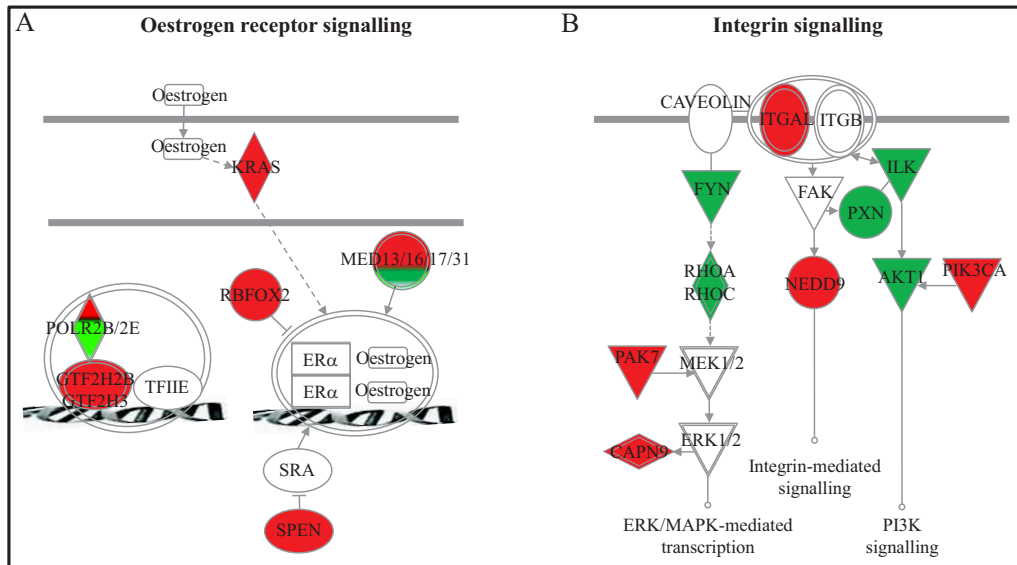 A
Oestrogen receptor signalling
Oestrogen
Oestrogen
KRAS
MED13/16/17/31
RBFOX2
POLR2B/2E
GTF2H2B
GTF2H3
TFIIE
ERα
Oestrogen
ERα
Oestrogen
SRA
SPEN
B
Integrin signalling
CAVEOLIN
ITGAL
ITGB
FYN
FAK
ILK
PXN
RHOA
RHOC
NEDD9
AKT1
PIK3CA
PAK7
MEK1/2
CAPN9
ERK1/2
Integrin-mediated
signalling
ERK/MAPK-mediated
transcription
PI3K
signalling